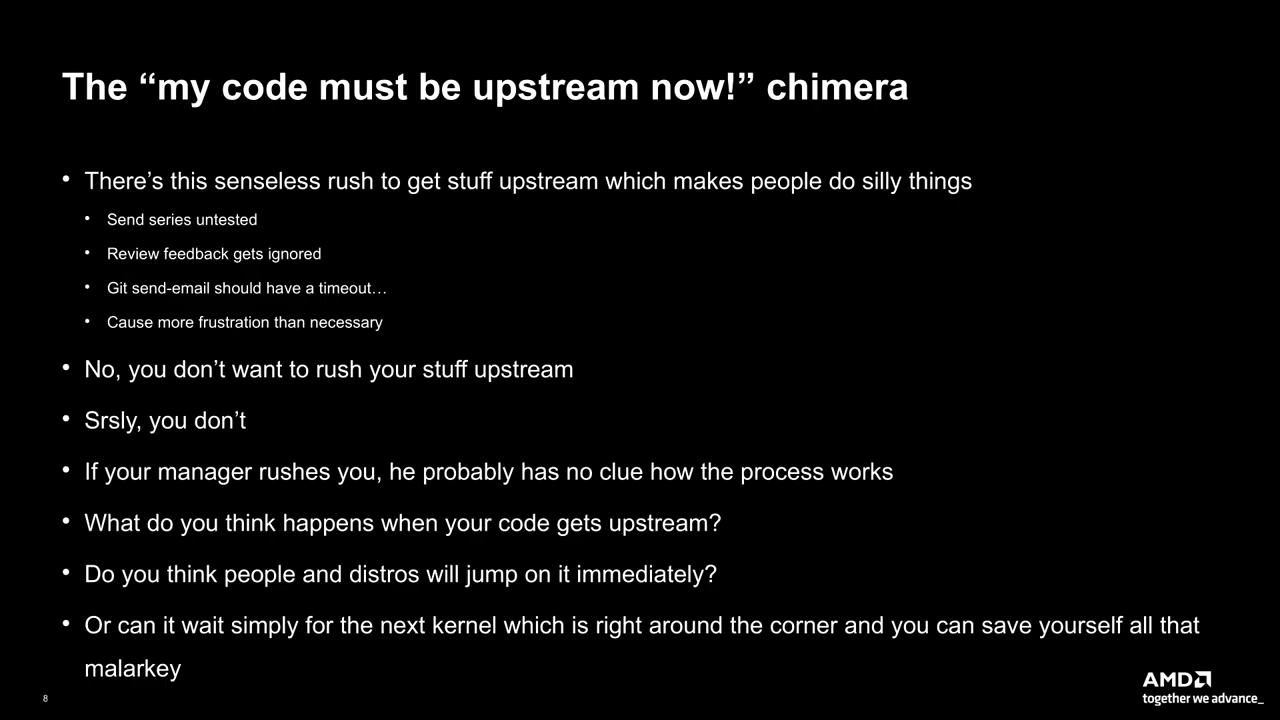 The “my code must be upstream now!” chimera
• There’s this senseless rush to get stuff upstream which makes people do silly things
• Send series untested
• Review feedback gets ignored
• Git send-email should have a timeout…
• Cause more frustration than necessary
• No, you don’t want to rush your stuff upstream
• Srsly, you don’t
• If your manager rushes you, he probably has no clue how the process works
• What do you think happens when your code gets upstream?
• Do you think people and distros will jump on it immediately?
• Or can it wait simply for the next kernel which is right around the corner and you can save yourself all that
malarkey
8
AMD
together we advance_